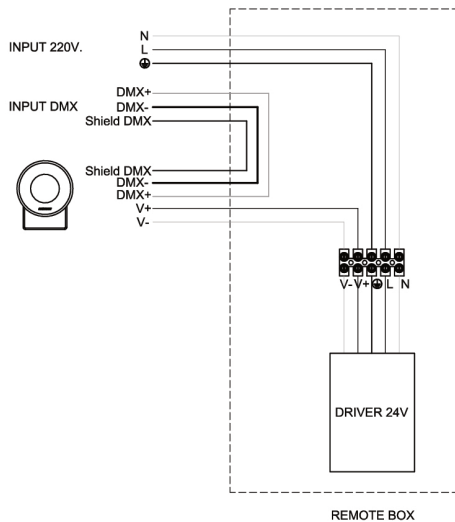 N
INPUT 220V.
L
DMX+
INPUT DMX
DMX-
Shield DMX
Shield DMX
DMX-
DMX+
V+
V-
V- V+ L N
DRIVER 24V
REMOTE BOX